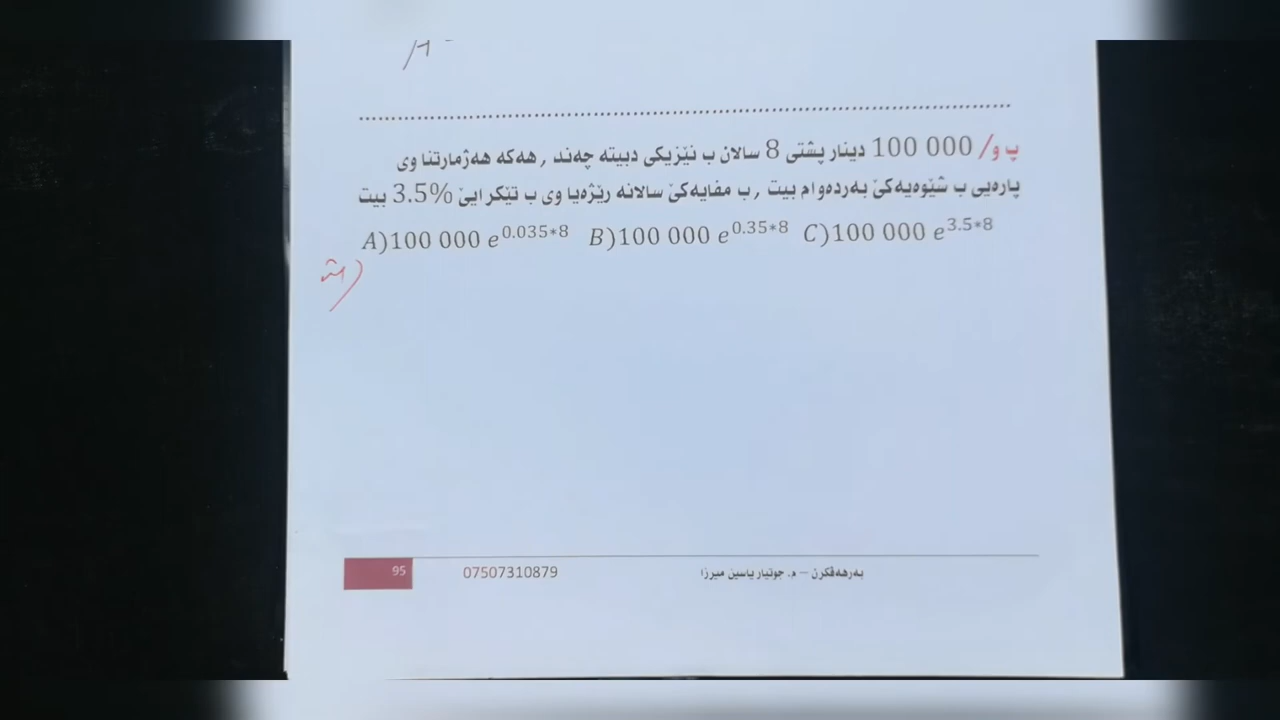 پ و/ 100 000 دینار پشتی 8 سالان ب نێزیکی دبیته چەند , هەکە هەژمارتنا وی
پارەیی ب شێوەیەکێ بەردەوام بیت , ب مفایەکێ سالانە رێژەیا وی ب تێکرایێ 3.5% بیت
A)100 000 e^{0.035*8} B)100 000 e^{0.35*8} C)100 000 e^{3.5*8}
95 07507310879 بەرهەڤکرن – م. جوتیار یاسین میرزا